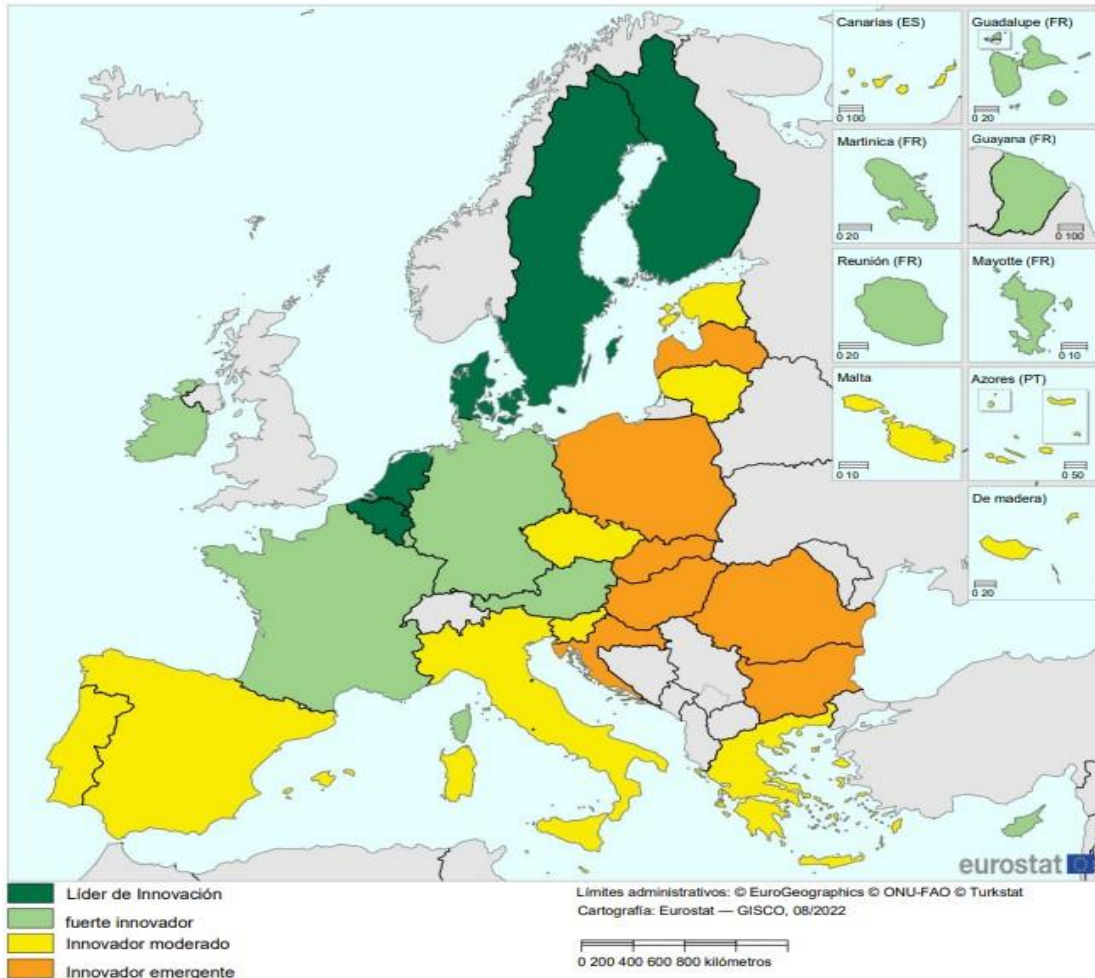 Canarias (ES)
0 100
Guadalupe (FR)
0 20
Martinica (FR)
0 20
Guayana (FR)
0 100
Reunión (FR)
0 20
Mayotte (FR)
0 10
Malta
0 10
Azores (PT)
0 50
De madera)
0 20
eurostat
Líder de Innovación
fuerte innovador
Innovador moderado
Innovador emergente
Límites administrativos: © EuroGeographics © ONU-FAO © Turkstat
Cartografía: Eurostat — GISCO, 08/2022
0 200 400 600 800 kilómetros